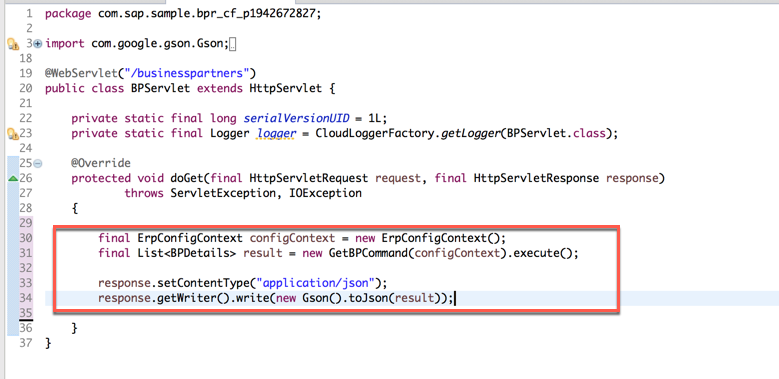 1 package com.sap.sample.bpr_cf_p1942672827;
2
3 import com.google.gson.Gson;
18
19 @WebServlet("/businesspartners")
20 public class BPServlet extends HttpServlet {
21
22 private static final long serialVersionUID = 1L;
23 private static final Logger logger = CloudLoggerFactory.getLogger(BPServlet.class);
24
25 @Override
26 protected void doGet(final HttpServletRequest request, final HttpServletResponse response)
27 throws ServletException, IOException
28 {
29
30 final ErpConfigContext configContext = new ErpConfigContext();
31 final List<BPDetails> result = new GetBPCommand(configContext).execute();
32
33 response.setContentType("application/json");
34 response.getWriter().write(new Gson().toJson(result));
35
36 }
37 }